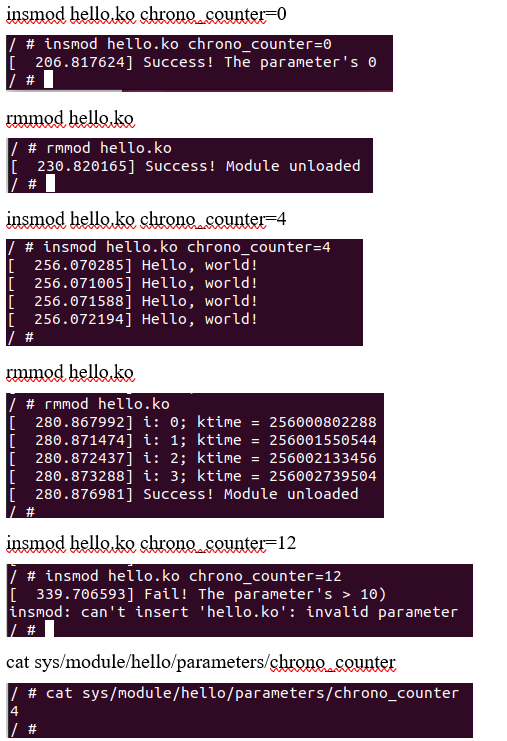 insmod hello.ko chrono_counter=0
/ # insmod hello.ko chrono_counter=0
[  206.817624] Success! The parameter's 0
/ #
rmmod hello.ko
/ # rmmod hello.ko
[  230.820165] Success! Module unloaded
/ #
insmod hello.ko chrono_counter=4
/ # insmod hello.ko chrono_counter=4
[  256.070285] Hello, world!
[  256.071005] Hello, world!
[  256.071588] Hello, world!
[  256.072194] Hello, world!
/ #
rmmod hello.ko
/ # rmmod hello.ko
[  280.867992] i: 0; ktime = 256000802288
[  280.871474] i: 1; ktime = 256001550544
[  280.872437] i: 2; ktime = 256002133456
[  280.873288] i: 3; ktime = 256002739504
[  280.876981] Success! Module unloaded
/ #
insmod hello.ko chrono_counter=12
/ # insmod hello.ko chrono_counter=12
[  339.706593] Fail! The parameter's > 10)
insmod: can't insert 'hello.ko': invalid parameter
/ #
cat sys/module/hello/parameters/chrono_counter
/ # cat sys/module/hello/parameters/chrono_counter
4
/ #